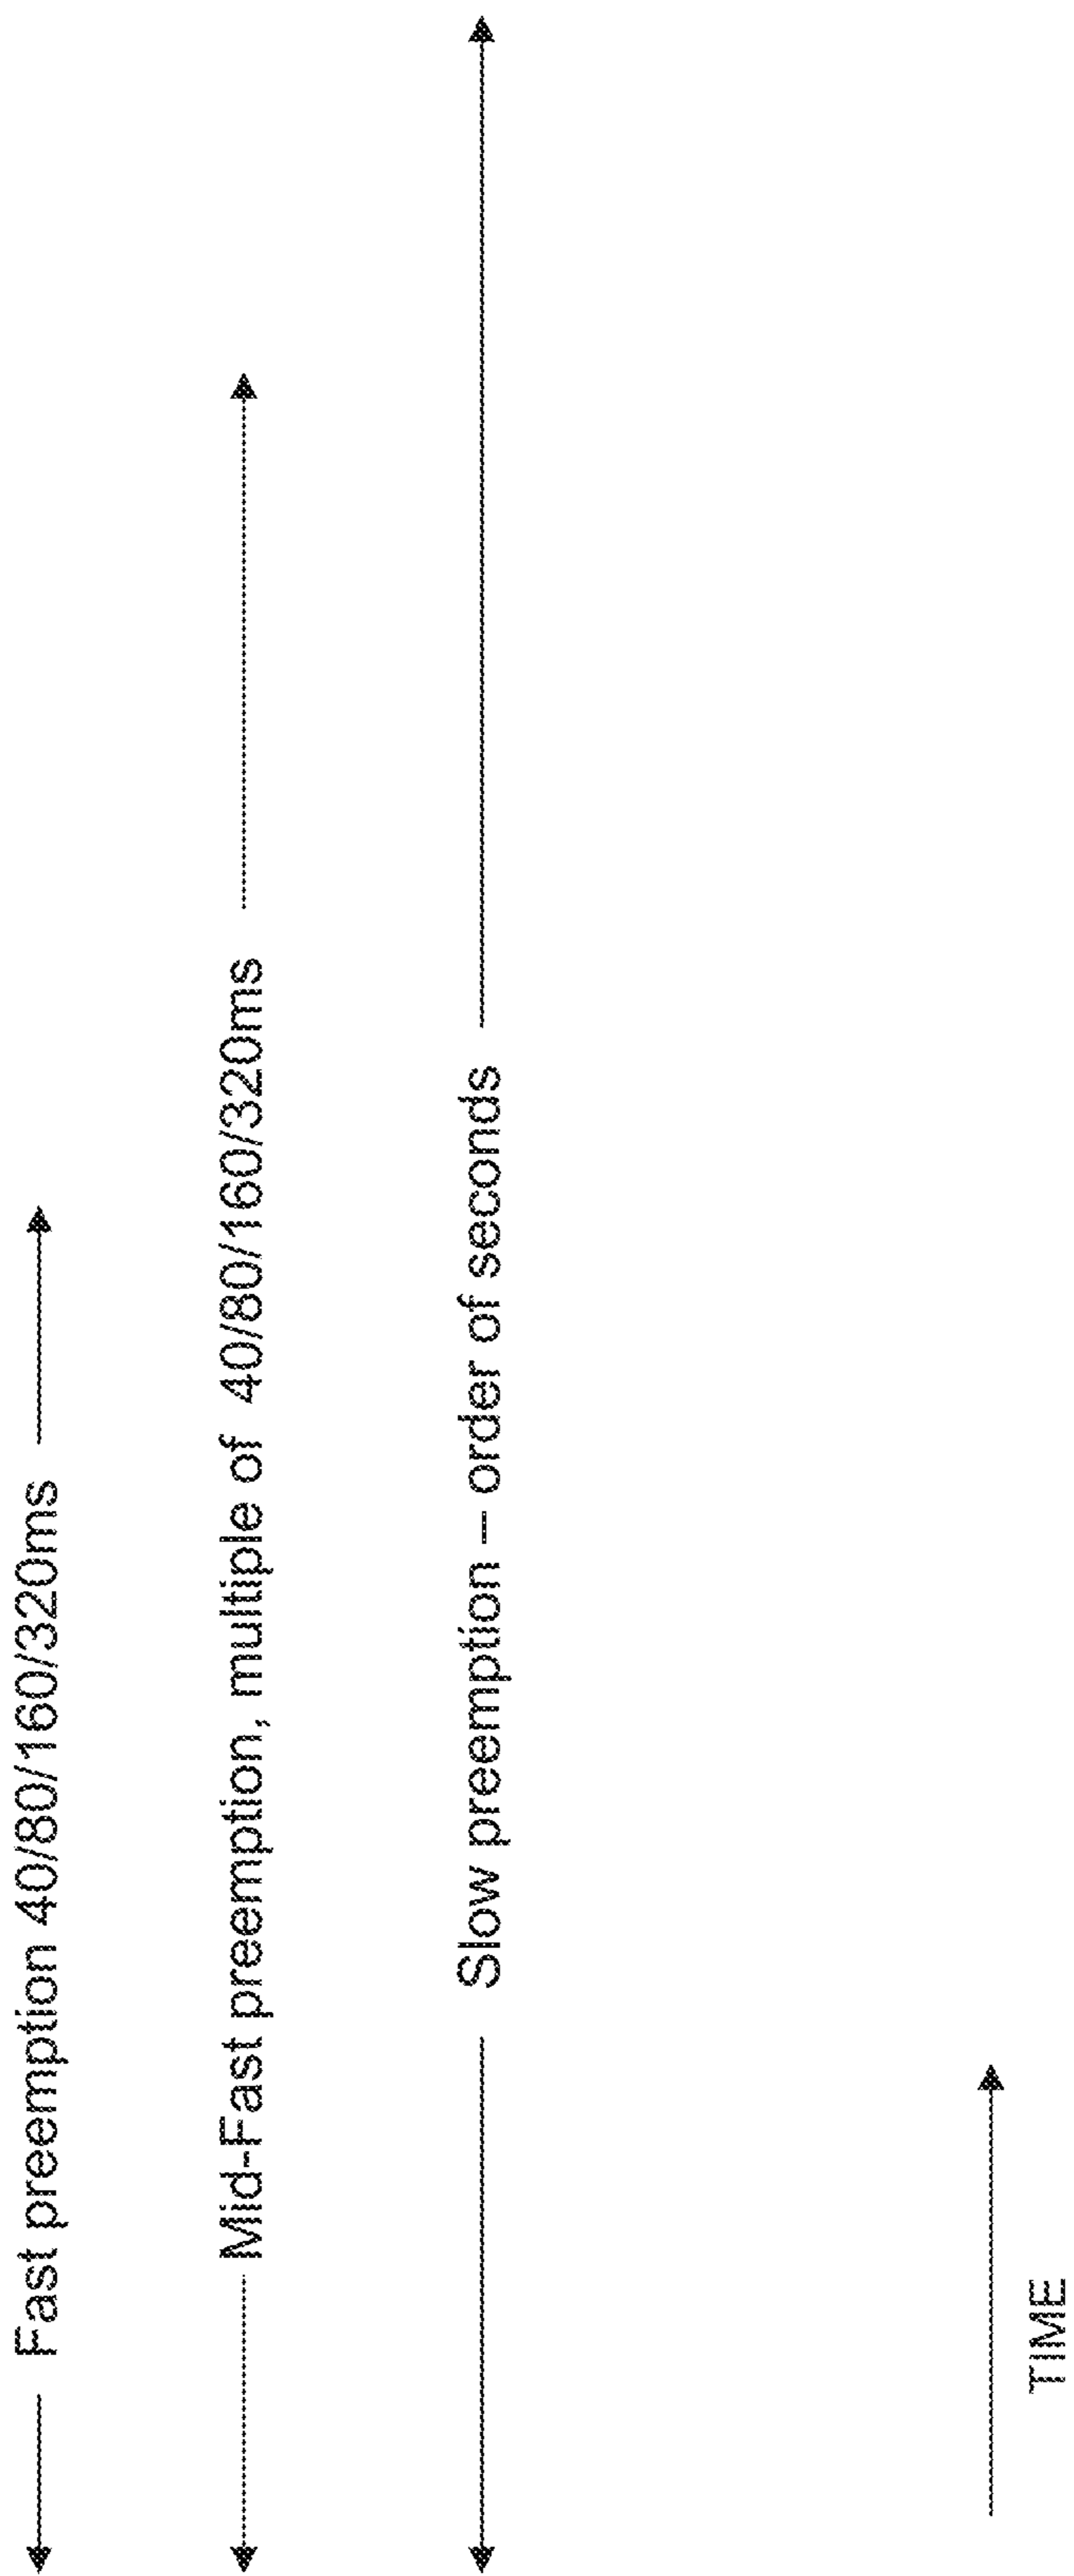 Fast preemption 40/80/160/320ms
Mid-Fast preemption, multiple of 40/80/160/320ms
Slow preemption – order of seconds
TIME